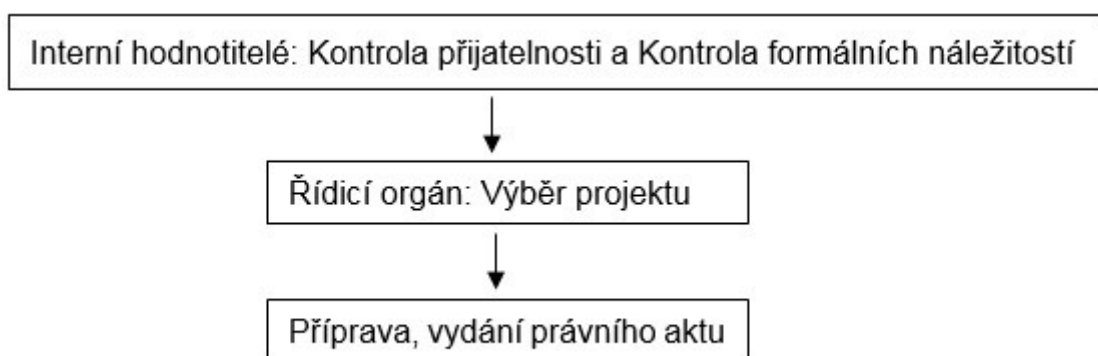 Interní hodnotitelé: Kontrola přijatelnosti a Kontrola formálních náležitostí
Řídicí orgán: Výběr projektu
Příprava, vydání právního aktu